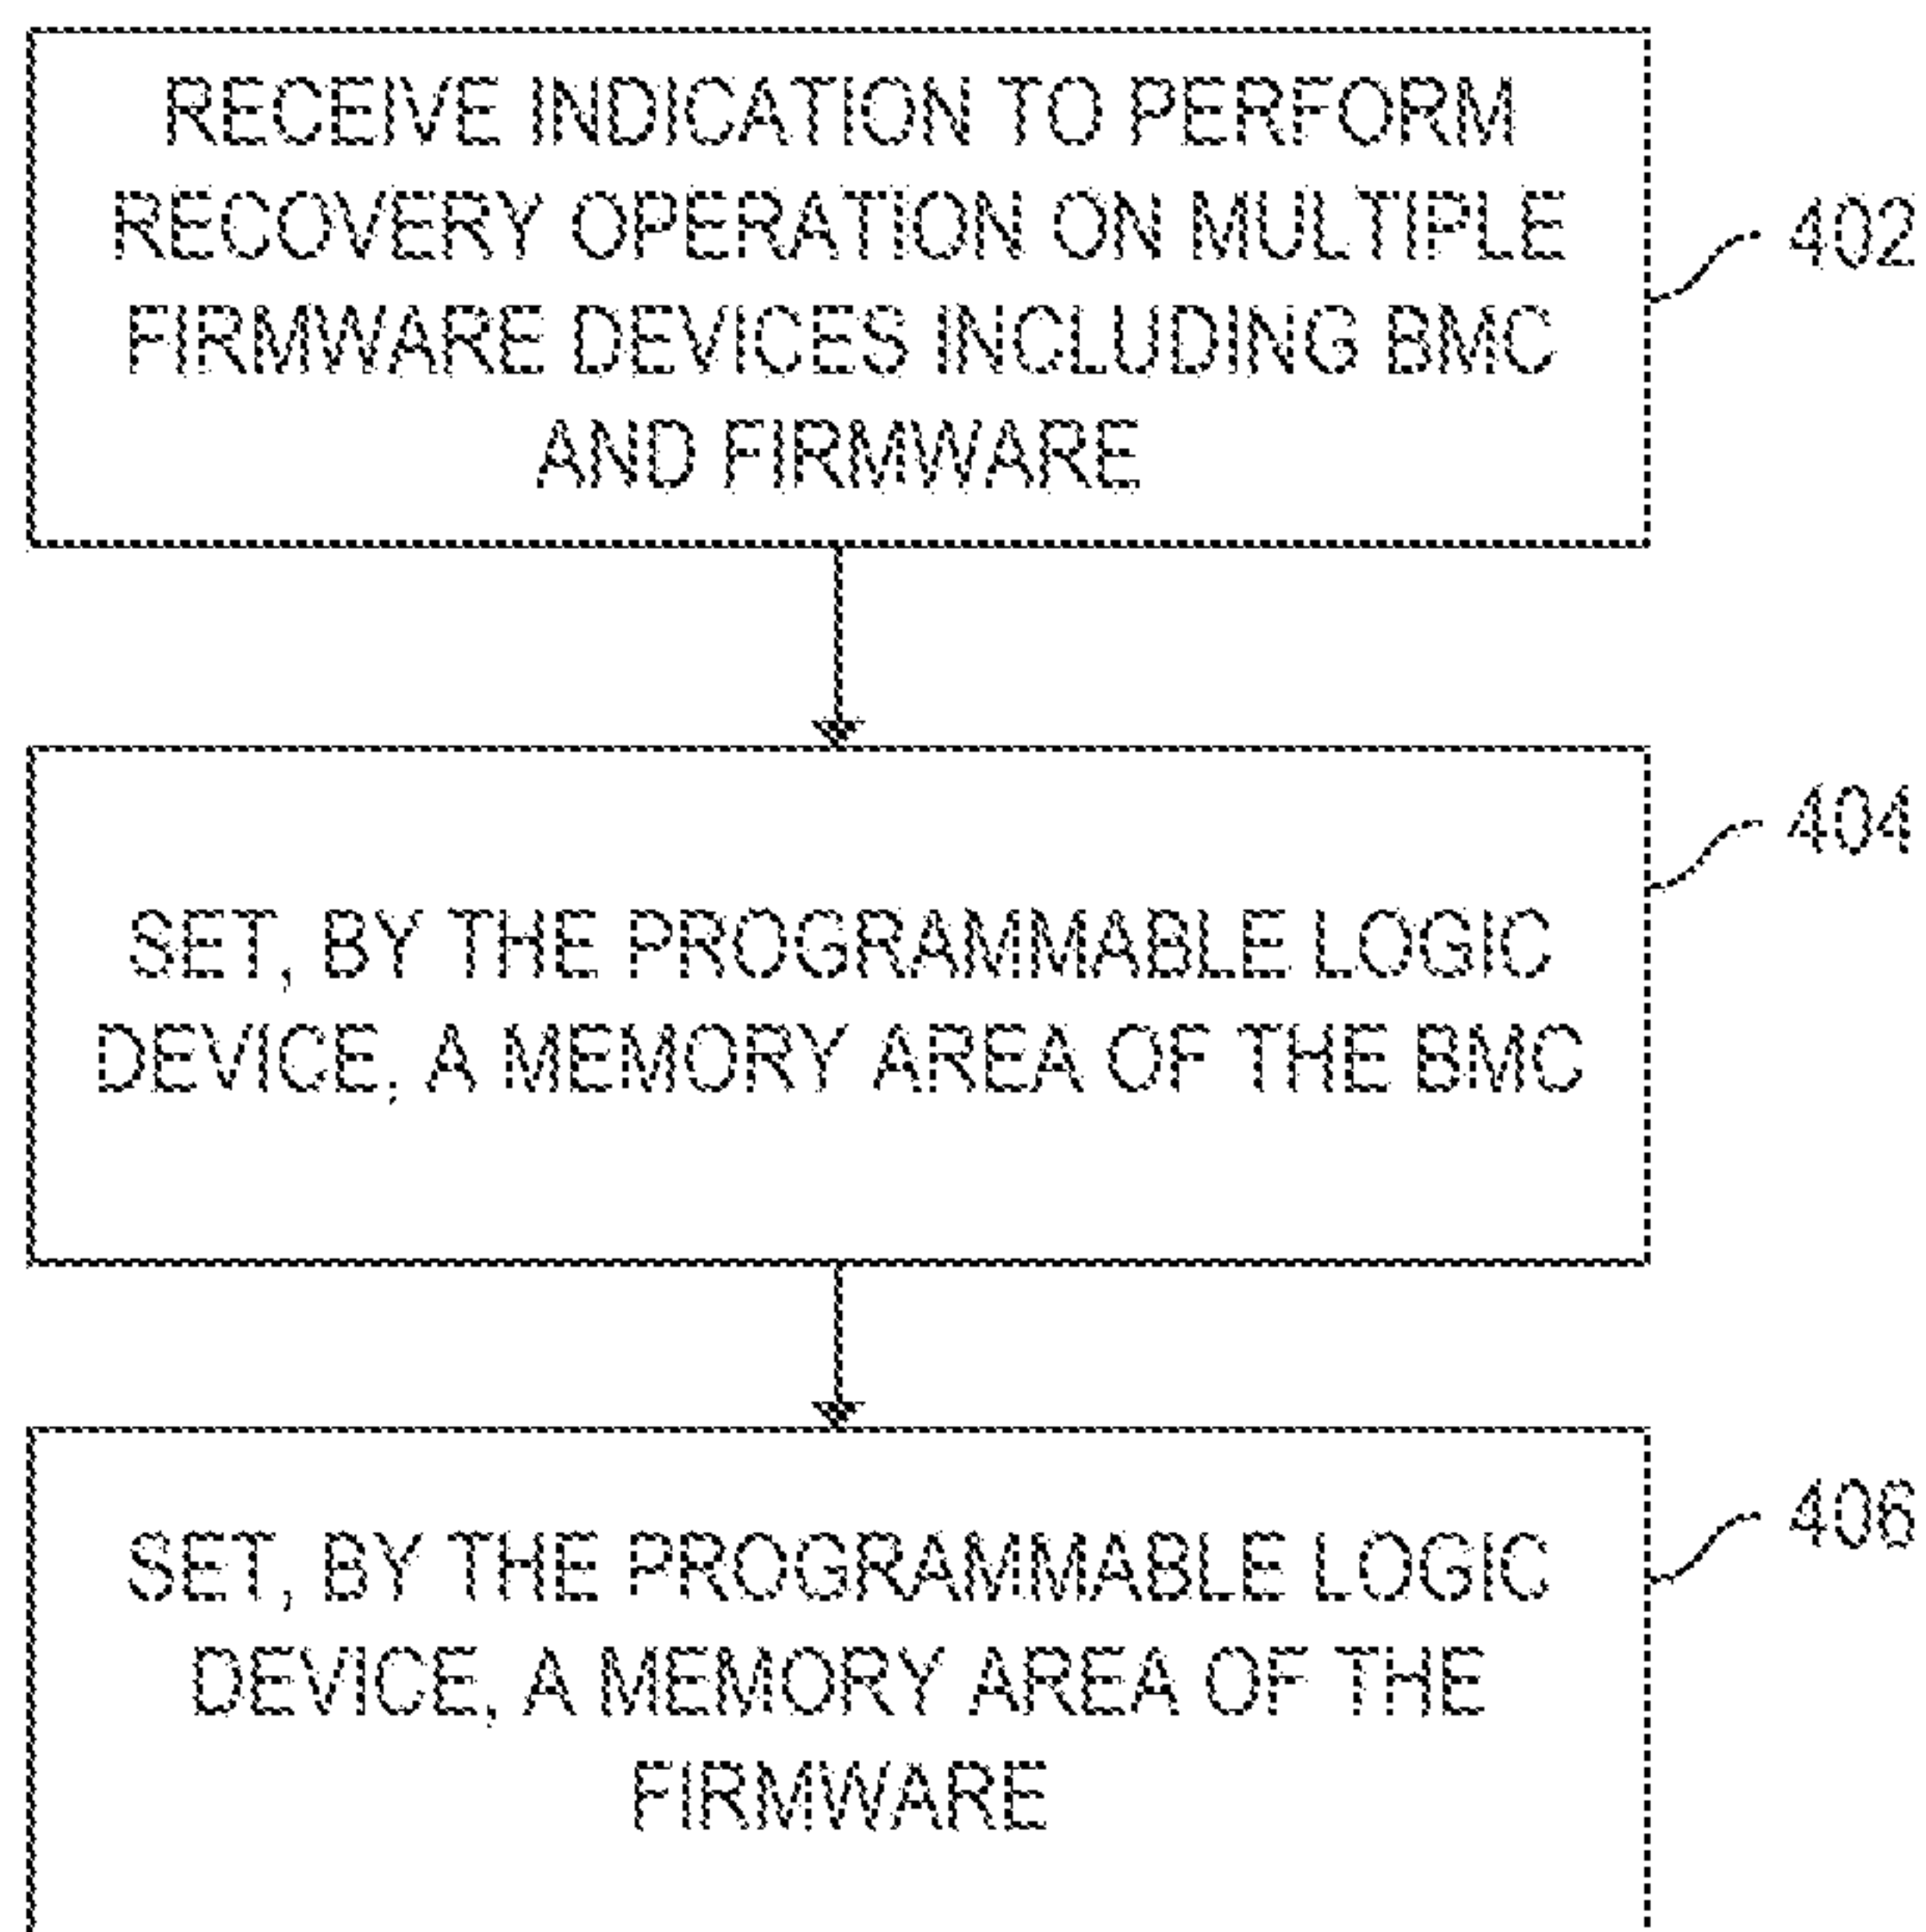 RECEIVE INDICATION TO PERFORM
RECOVERY OPERATION ON MULTIPLE
FIRMWARE DEVICES INCLUDING BMC
AND FIRMWARE
402
SET, BY THE PROGRAMMABLE LOGIC
DEVICE, A MEMORY AREA OF THE BMC
404
SET, BY THE PROGRAMMABLE LOGIC
DEVICE, A MEMORY AREA OF THE
FIRMWARE
406